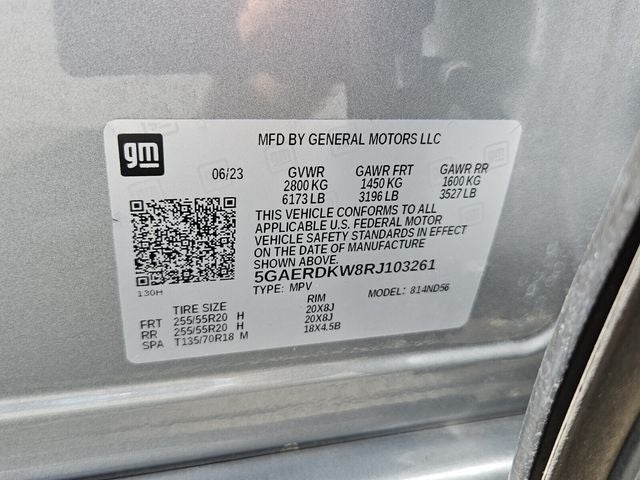 gm
MFD BY GENERAL MOTORS LLC
06/23 GVWR GAWR FRT GAWR RR
2800 KG 1450 KG 1600 KG
6173 LB 3196 LB 3527 LB
THIS VEHICLE CONFORMS TO ALL
APPLICABLE U.S. FEDERAL MOTOR
VEHICLE SAFETY STANDARDS IN EFFECT
ON THE DATE OF MANUFACTURE
SHOWN ABOVE.
5GAERDKW8RJ103261
130H
TYPE: MPV MODEL: 814ND56
TIRE SIZE RIM
FRT 255/55R20 H 20X8J
RR 255/55R20 H 20X8J
SPA T135/70R18 M 18X4.5B